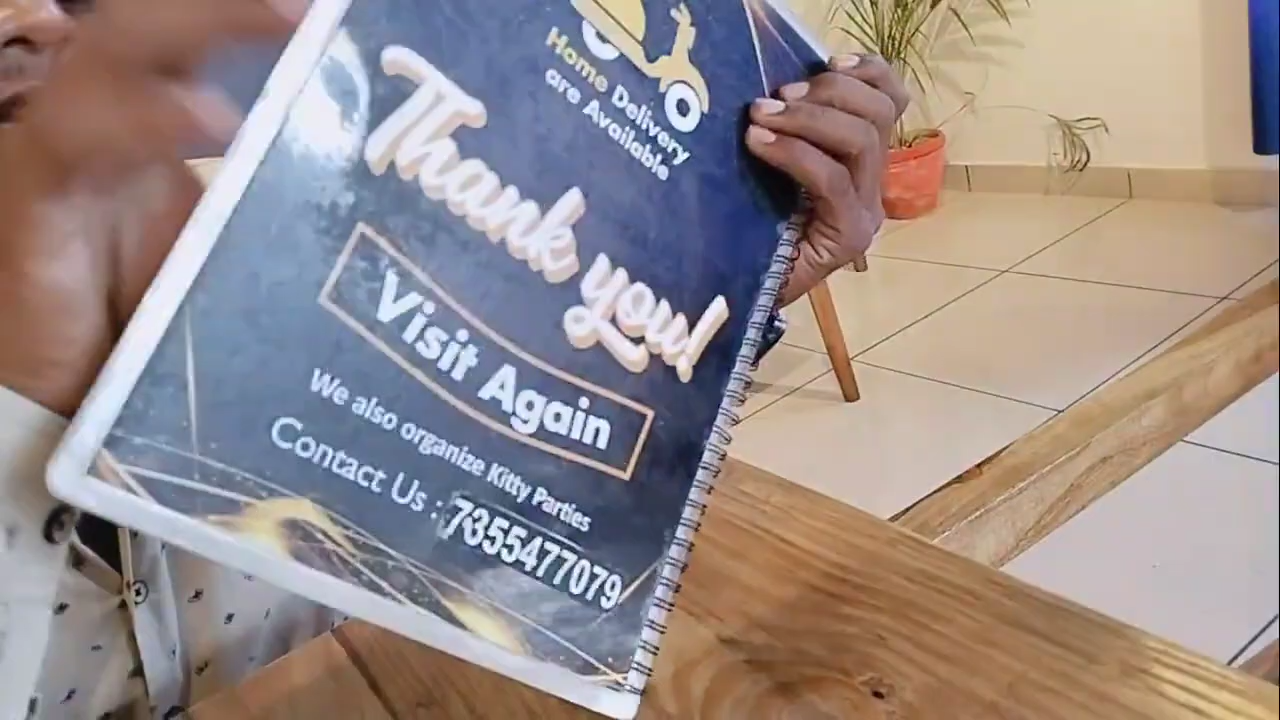 Home Delivery
are Available
Thank you!
Visit Again
We also organize Kitty Parties
Contact Us : 7355477079